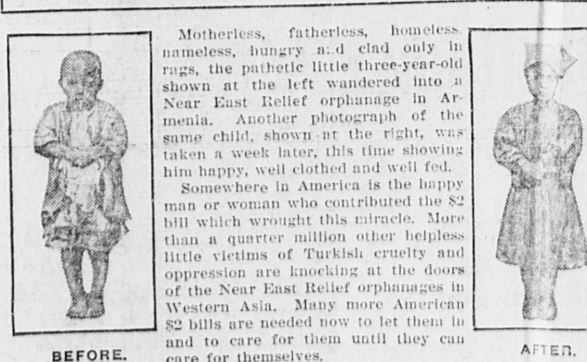 Motherless, fatherless, homeless,
nameless, hungry and clad only in
rags, the pathetic little three-year-old
shown at the left wandered into a
Near East Relief orphanage in Ar-
menia. Another photograph of the
same child, shown at the right, was
taken a week later, this time showing
him happy, well clothed and well fed.
Somewhere in America is the happy
man or woman who contributed the $2
bill which wrought this miracle. More
than a quarter million other helpless
little victims of Turkish cruelty and
oppression are knocking at the doors
of the Near East Relief orphanages in
Western Asia. Many more American
$2 bills are needed now to let them in
and to care for them until they can
care for themselves.
BEFORE.
AFTER.